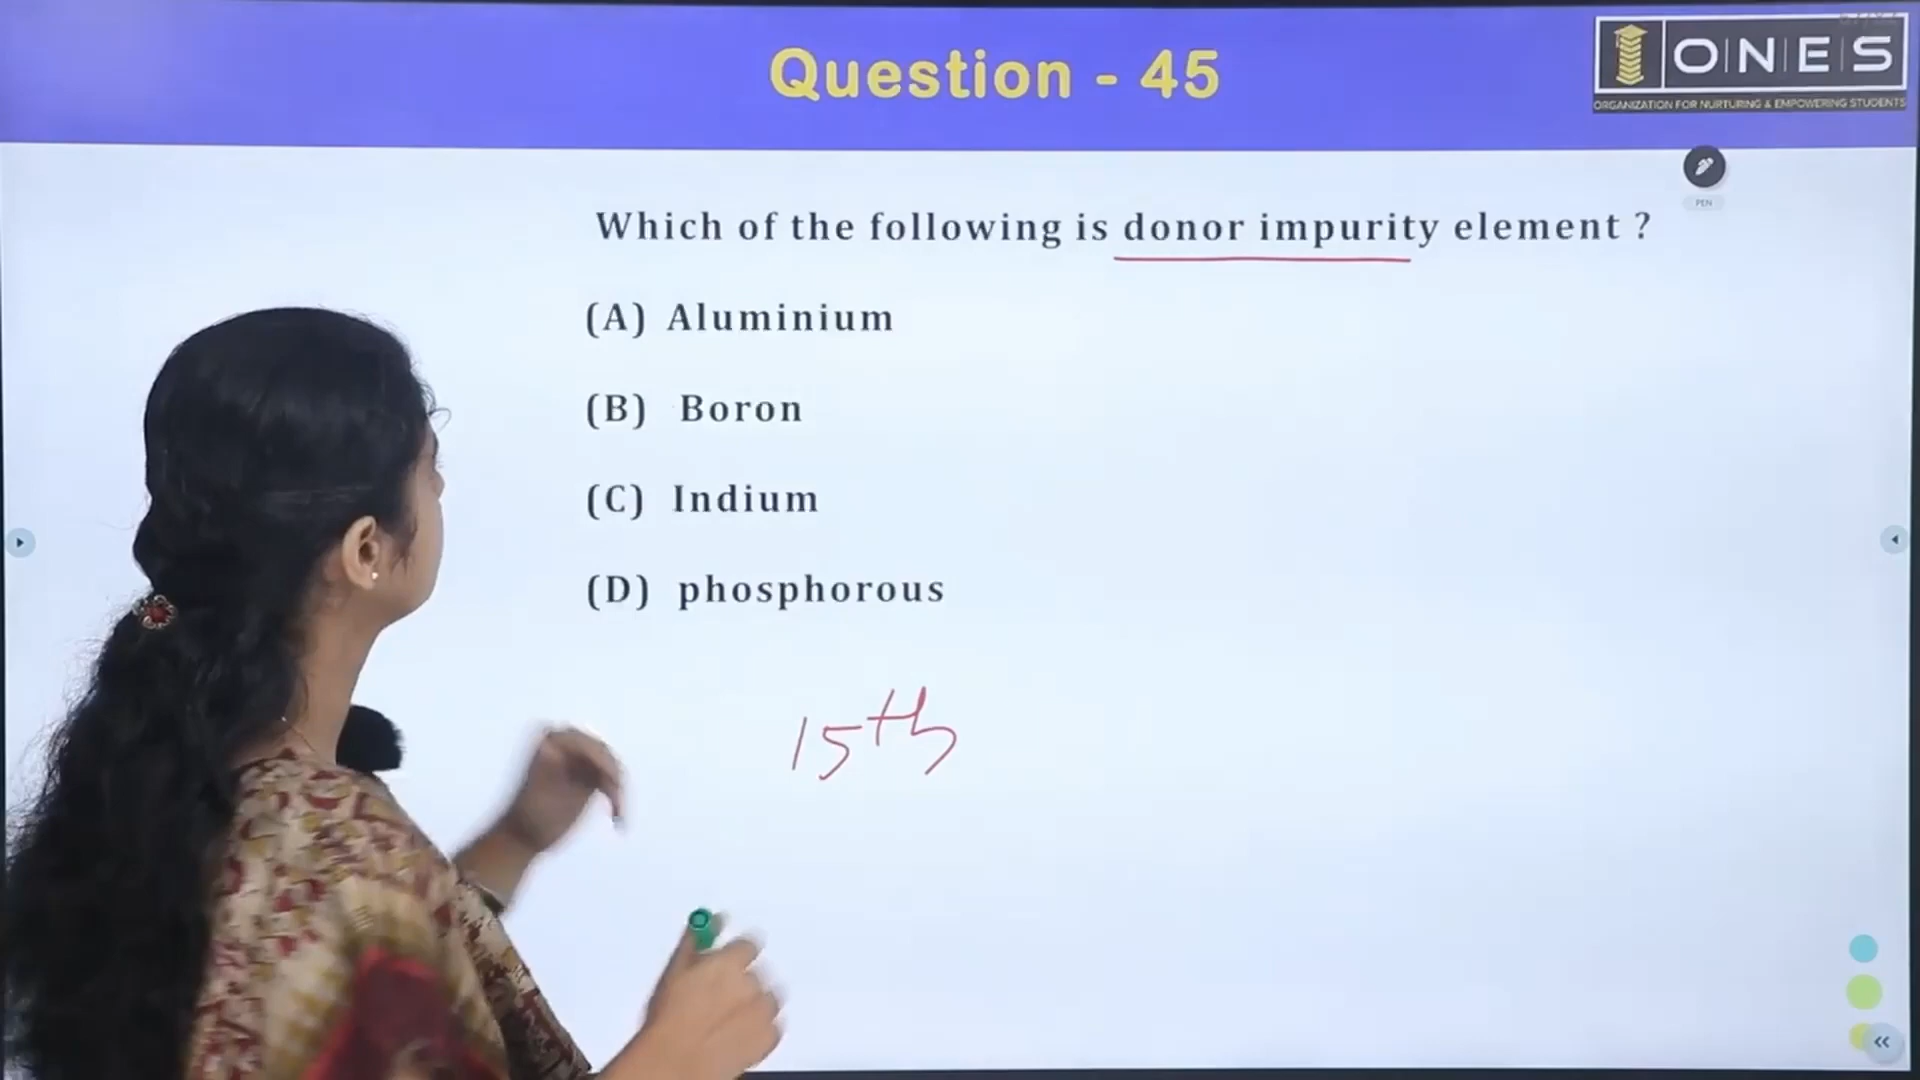 Question - 45
ONES
ORGANIZATION FOR NURTURING & EMPOWERING STUDENTS
PEN
Which of the following is donor impurity element ?
(A) Aluminium
(B) Boron
(C) Indium
(D) phosphorous
15th